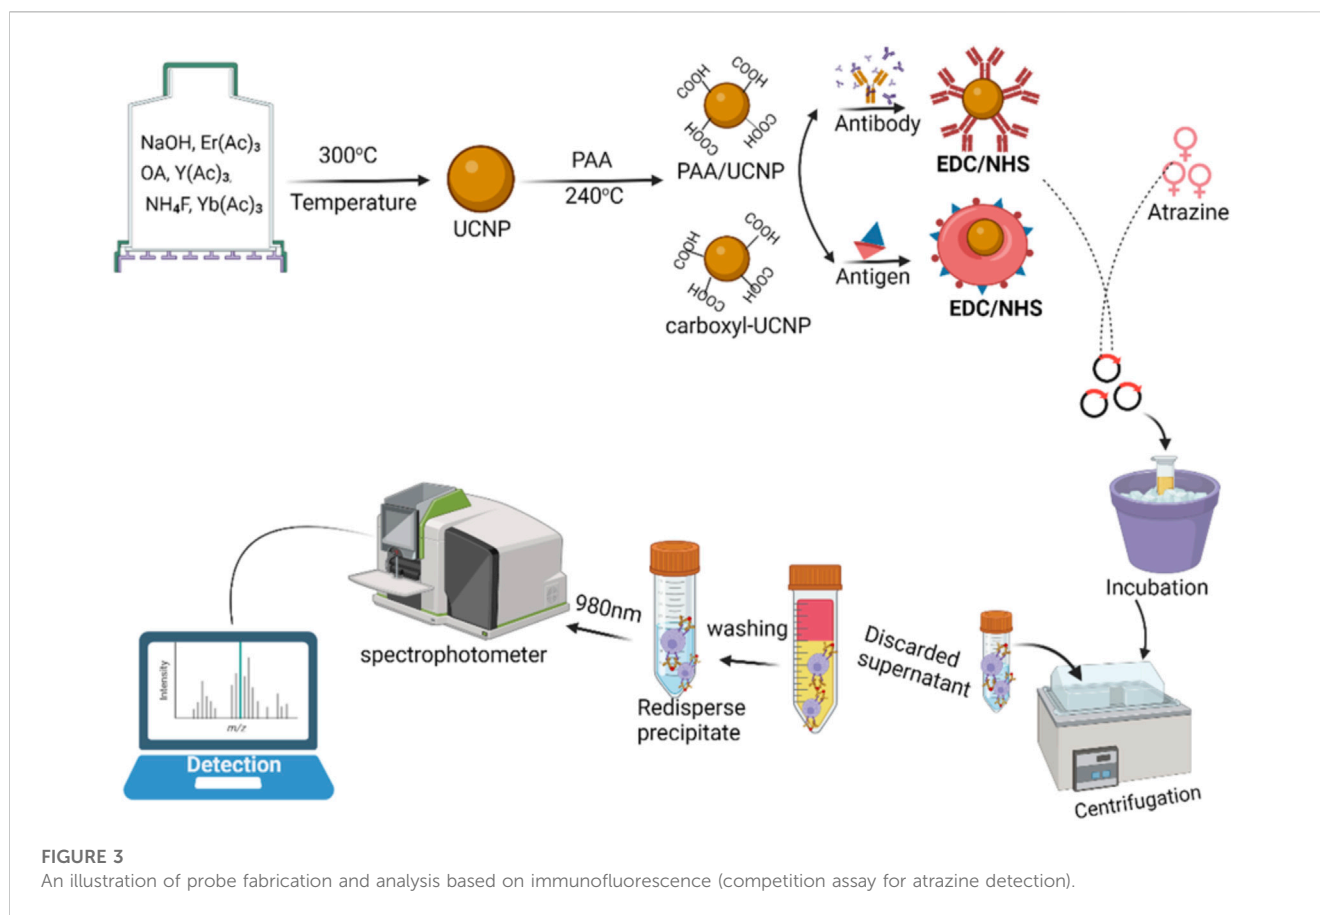 NaOH, Er(Ac)₃
OA, Y(Ac)₃,
NH₄F, Yb(Ac)₃
300°C
Temperature
UCNP
PAA
240°C
COOH
COOH
COOH
COOH
PAA/UCNP
COOH
COOH
COOH
COOH
carboxyl-UCNP
Antibody
EDC/NHS
Antigen
EDC/NHS
Atrazine
Incubation
Centrifugation
Discarded
supernatant
washing
Redisperse
precipitate
980nm
spectrophotometer
Intensity
m/z
Detection
FIGURE 3
An illustration of probe fabrication and analysis based on immunofluorescence (competition assay for atrazine detection).